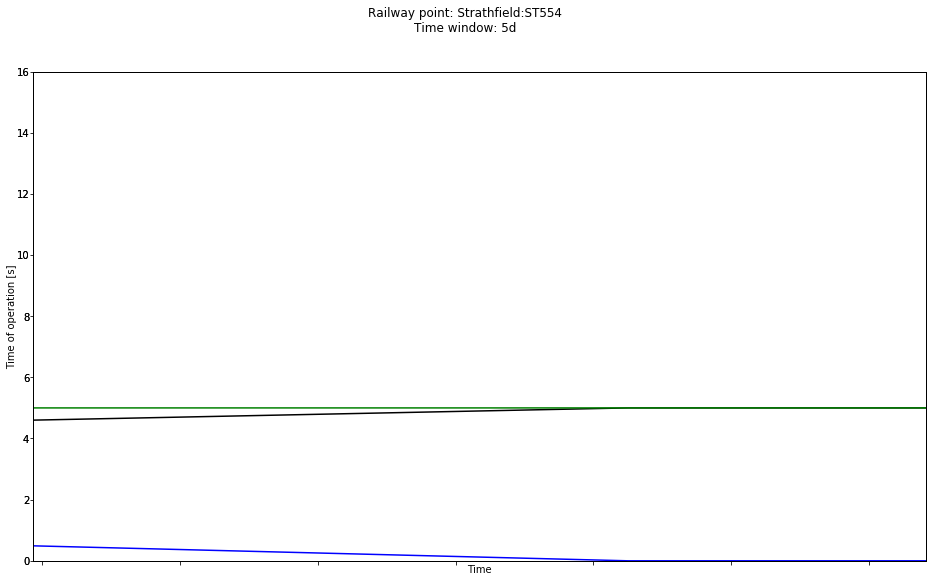 Railway point: Strathfield:ST554
Time window: 5d
16
14
12
10
8
6
4
2
0
Time of operation [s]
Time